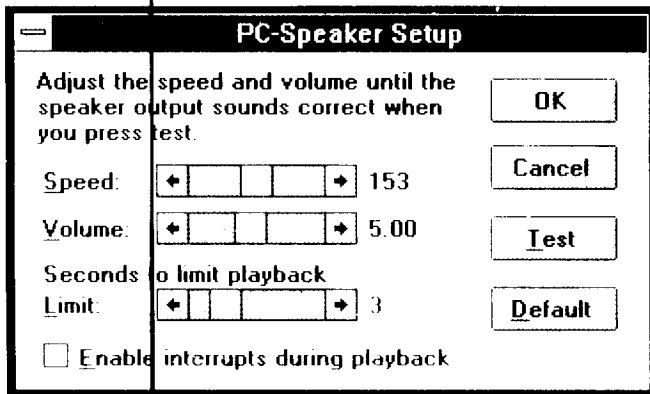 PC-Speaker Setup
Adjust the speed and volume until the
speaker output sounds correct when
you press test.
OK
Cancel
Speed: 153
Volume: 5.00
Test
Seconds to limit playback
Limit: 3
Default
Enable interrupts during playback